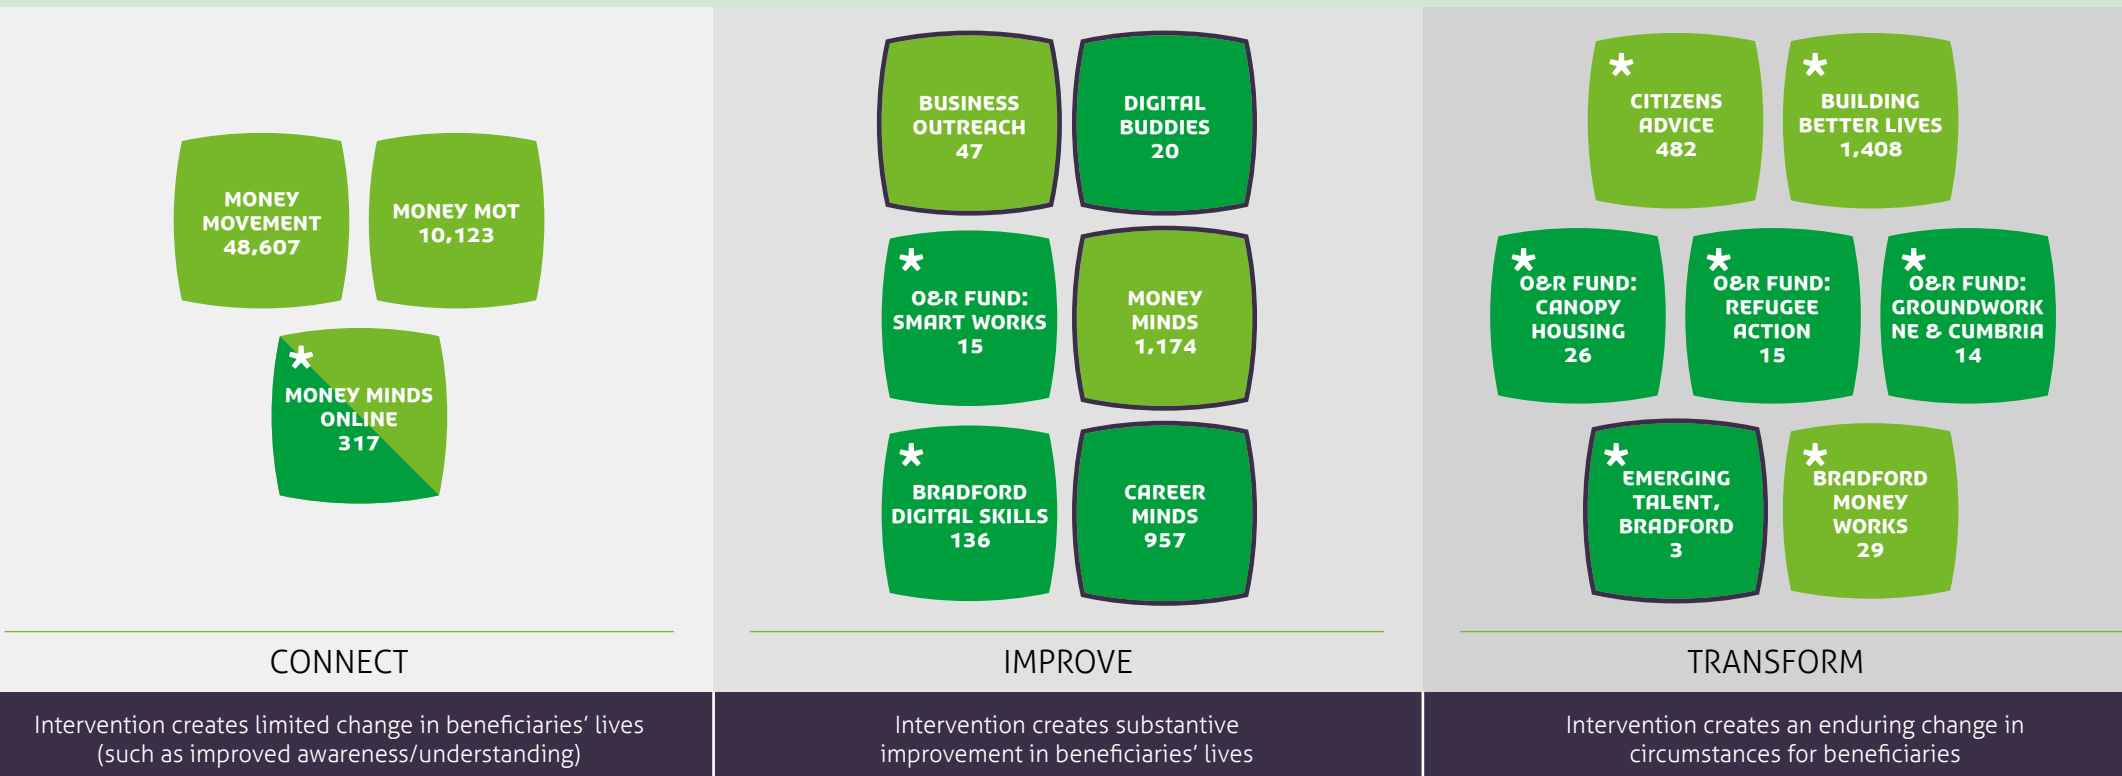 MONEY
MOVEMENT
48,607
MONEY MOT
10,123
*
MONEY MINDS
ONLINE
317
CONNECT
Intervention creates limited change in beneficiaries’ lives
(such as improved awareness/understanding)
BUSINESS
OUTREACH
47
DIGITAL
BUDDIES
20
*
O&R FUND:
SMART WORKS
15
MONEY
MINDS
1,174
*
BRADFORD
DIGITAL SKILLS
136
CAREER
MINDS
957
IMPROVE
Intervention creates substantive
improvement in beneficiaries’ lives
*
CITIZENS
ADVICE
482
*
BUILDING
BETTER LIVES
1,408
*
O&R FUND:
CANOPY
HOUSING
26
*
O&R FUND:
REFUGEE
ACTION
15
*
O&R FUND:
GROUNDWORK
NE & CUMBRIA
14
*
EMERGING
TALENT,
BRADFORD
3
*
BRADFORD
MONEY
WORKS
29
TRANSFORM
Intervention creates an enduring change in
circumstances for beneficiaries